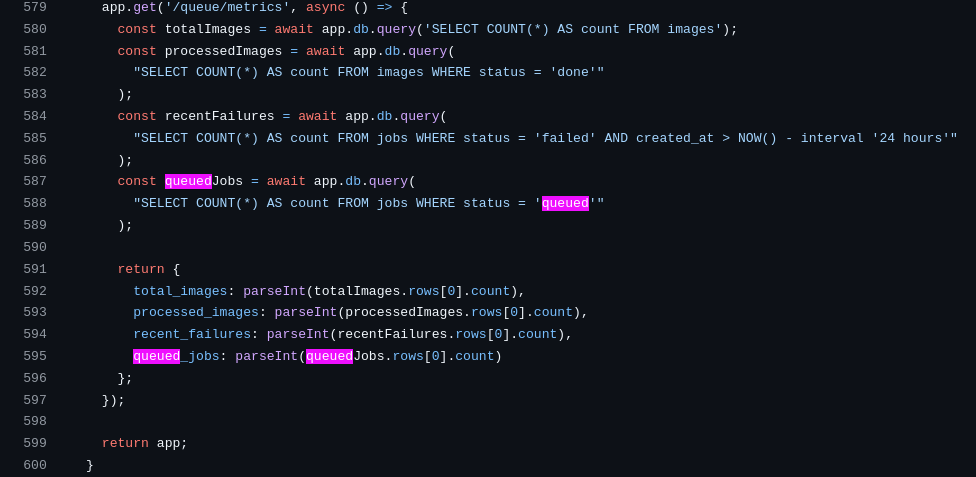 579 app.get('/queue/metrics', async () => {
580 const totalImages = await app.db.query('SELECT COUNT(*) AS count FROM images');
581 const processedImages = await app.db.query(
582 "SELECT COUNT(*) AS count FROM images WHERE status = 'done'"
583 );
584 const recentFailures = await app.db.query(
585 "SELECT COUNT(*) AS count FROM jobs WHERE status = 'failed' AND created_at > NOW() - interval '24 hours'"
586 );
587 const queuedJobs = await app.db.query(
588 "SELECT COUNT(*) AS count FROM jobs WHERE status = 'queued'"
589 );
590
591 return {
592 total_images: parseInt(totalImages.rows[0].count),
593 processed_images: parseInt(processedImages.rows[0].count),
594 recent_failures: parseInt(recentFailures.rows[0].count),
595 queued_jobs: parseInt(queuedJobs.rows[0].count)
596 };
597 });
598
599 return app;
600 }